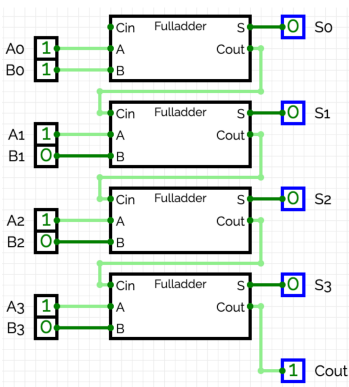 Cin Fulladder S 0 S0
A0 1 A Cout
B0 1 B
Cin Fulladder S 0 S1
A1 1 A Cout
B1 0 B
Cin Fulladder S 0 S2
A2 1 A Cout
B2 0 B
Cin Fulladder S 0 S3
A3 1 A Cout
B3 0 B
1 Cout